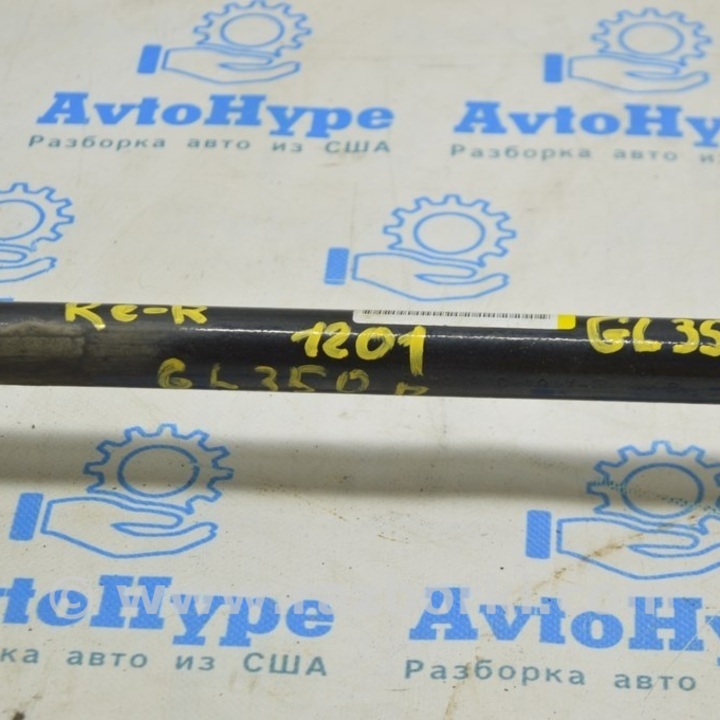 AvtoHype AvtoHy
Разборка авто из США Разборка авто и
Re-R 1201 GL35
GL350
toHype AvtoHype
ка авто из США Разборка авто